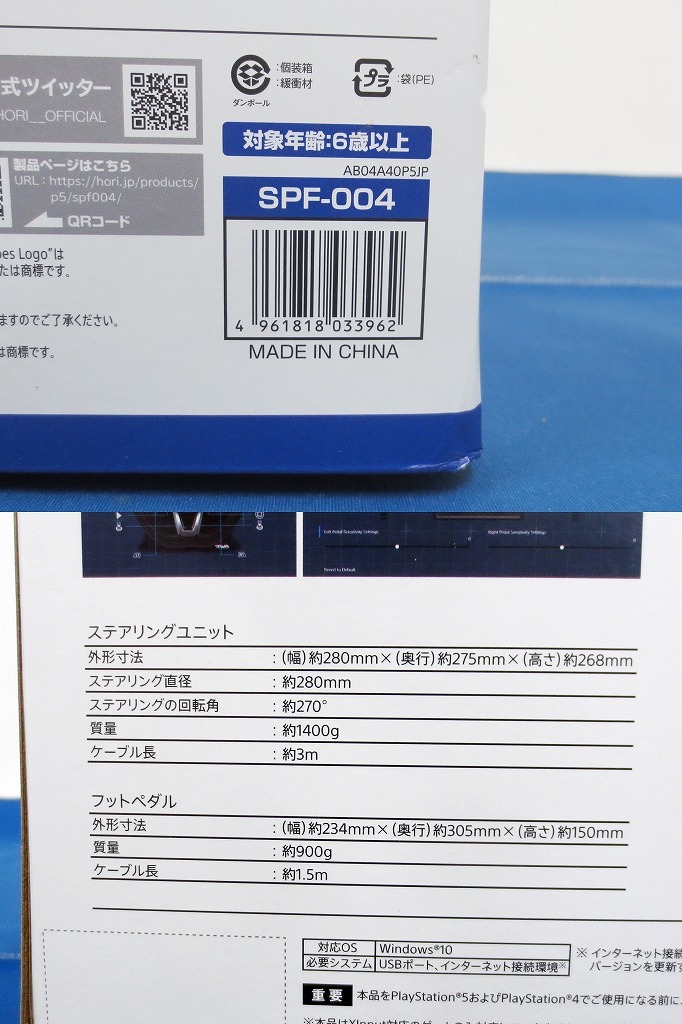 式ツイッター
HORI__OFFICIAL
製品ページはこちら
URL：https://hori.jp/products/
p5/spf004/
QRコード
ダンボール
：個装箱
：緩衝材
プラ
：袋(PE)
対象年齢：6歳以上
AB04A40P5JP
SPF-004
4 961818 033962
MADE IN CHINA
es Logo"は
たは商標です。
ますのでご了承ください。
は商標です。
Left Pedal Sensitivity Settings
Right Pedal Sensitivity Settings
Revert to Default
ステアリングユニット
外形寸法 ：(幅)約280mm×(奥行)約275mm×(高さ)約268mm
ステアリング直径 ：約280mm
ステアリングの回転角 ：約270°
質量 ：約1400g
ケーブル長 ：約3m
フットペダル
外形寸法 ：(幅)約234mm×(奥行)約305mm×(高さ)約150mm
質量 ：約900g
ケーブル長 ：約1.5m
対応OS Windows®10
必要システム USBポート、インターネット接続環境※
※ インターネット接続
バージョンを更新す
重要 本品をPlayStation®5およびPlayStation®4でご使用になる前に、